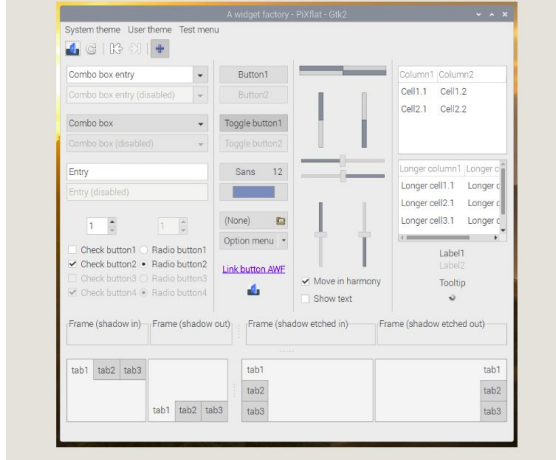 A widget factory - PiXflat - Gtk2
System theme User theme Test menu
Combo box entry
Combo box entry (disabled)
Combo box
Combo box (disabled)
Entry
Entry (disabled)
1 1
Check button1 Radio button1
Check button2 Radio button2
Check button3 Radio button3
Check button4 Radio button4
Button1
Button2
Toggle button1
Toggle button2
Sans 12
(None)
Option menu
Link button AWF
Move in harmony
Show text
Column1 Column2
Cell1.1 Cell1.2
Cell2.1 Cell2.2
Longer column1 Longer c
Longer cell1.1 Longer c
Longer cell2.1 Longer c
Longer cell3.1 Longer c
Label1
Label2
Tooltip
Frame (shadow in) Frame (shadow out) Frame (shadow etched in) Frame (shadow etched out)
tab1 tab2 tab3
tab1 tab2 tab3
tab1
tab2
tab3
tab1
tab2
tab3